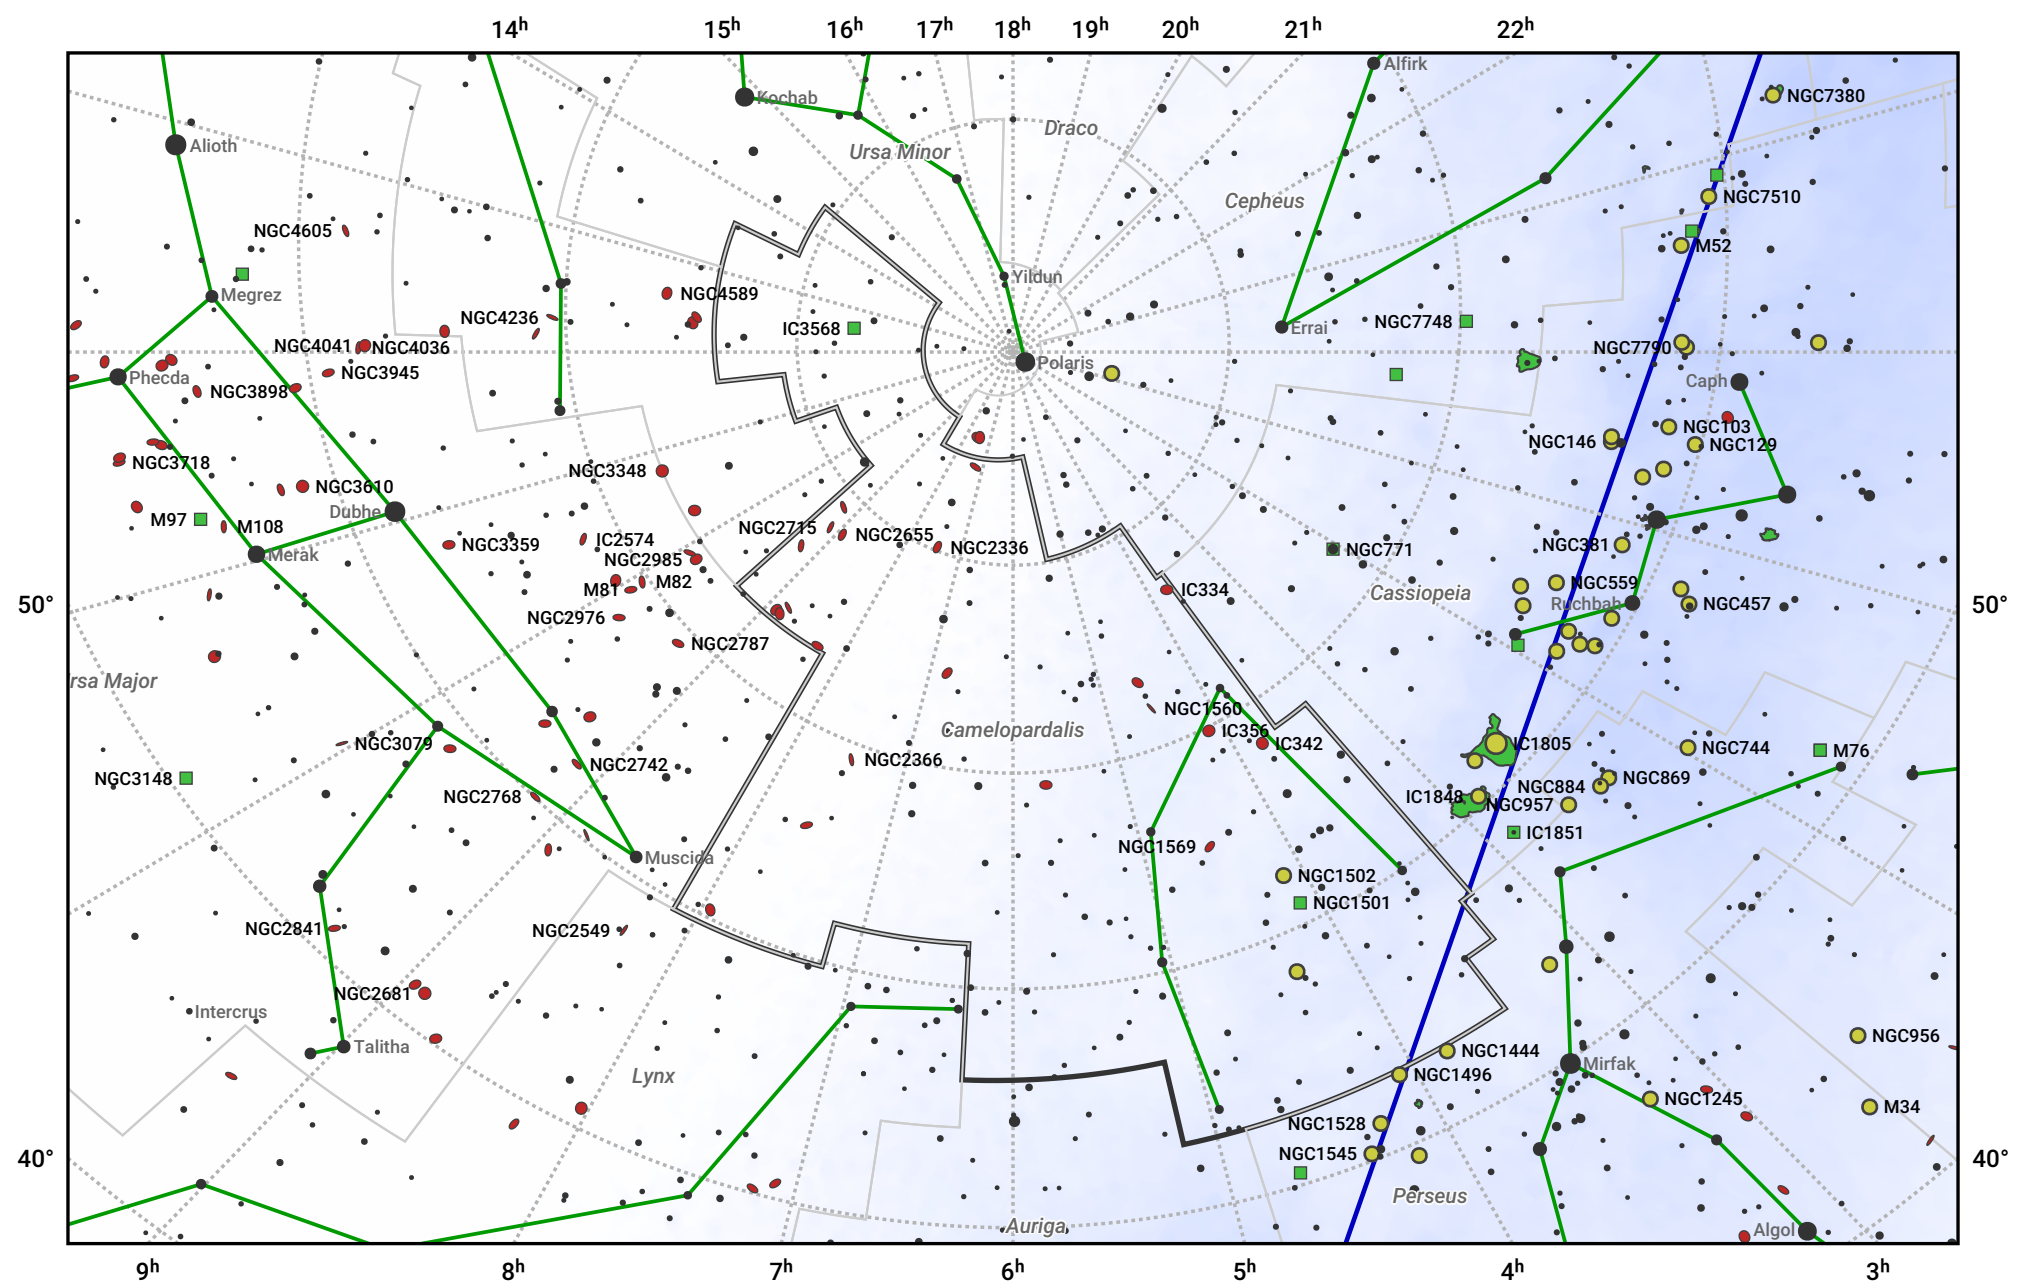 14h 15h 16h 17h 18h 19h 20h 21h 22h
Alfirk
Kochab
NGC7380
Draco
Alioth
Ursa Minor
NGC7510
Cepheus
NGC4605
M52
Yildun
Megrez
NGC4589
NGC4236
IC3568
NGC7748
Errai
NGC4041
NGC4036
NGC7790
Polaris
NGC3945
Phecda
Caph
NGC3898
NGC103
NGC146
NGC129
NGC3718
NGC3348
NGC3610
Dubhe
M97
M108
NGC2715
NGC2655
IC2574
NGC3359
NGC381
NGC2336
NGC771
Merak
NGC2985
M82
NGC559
M81
IC334
Cassiopeia
50°
Ruchbah
NGC457
50°
NGC2976
NGC2787
rsa Major
NGC1560
Camelopardalis
IC356
NGC3079
IC342
IC1805
NGC744
M76
NGC2366
NGC2742
NGC3148
NGC869
NGC884
NGC2768
IC1848
NGC957
IC1851
NGC1569
Muscida
NGC1502
NGC1501
NGC2841
NGC2549
NGC2681
Intercrus
NGC956
Talitha
NGC1444
Mirfak
Lynx
NGC1496
NGC1245
M34
NGC1528
NGC1545
40°
40°
Perseus
Auriga
Algol
9h 8h 7h 6h 5h 4h 3h